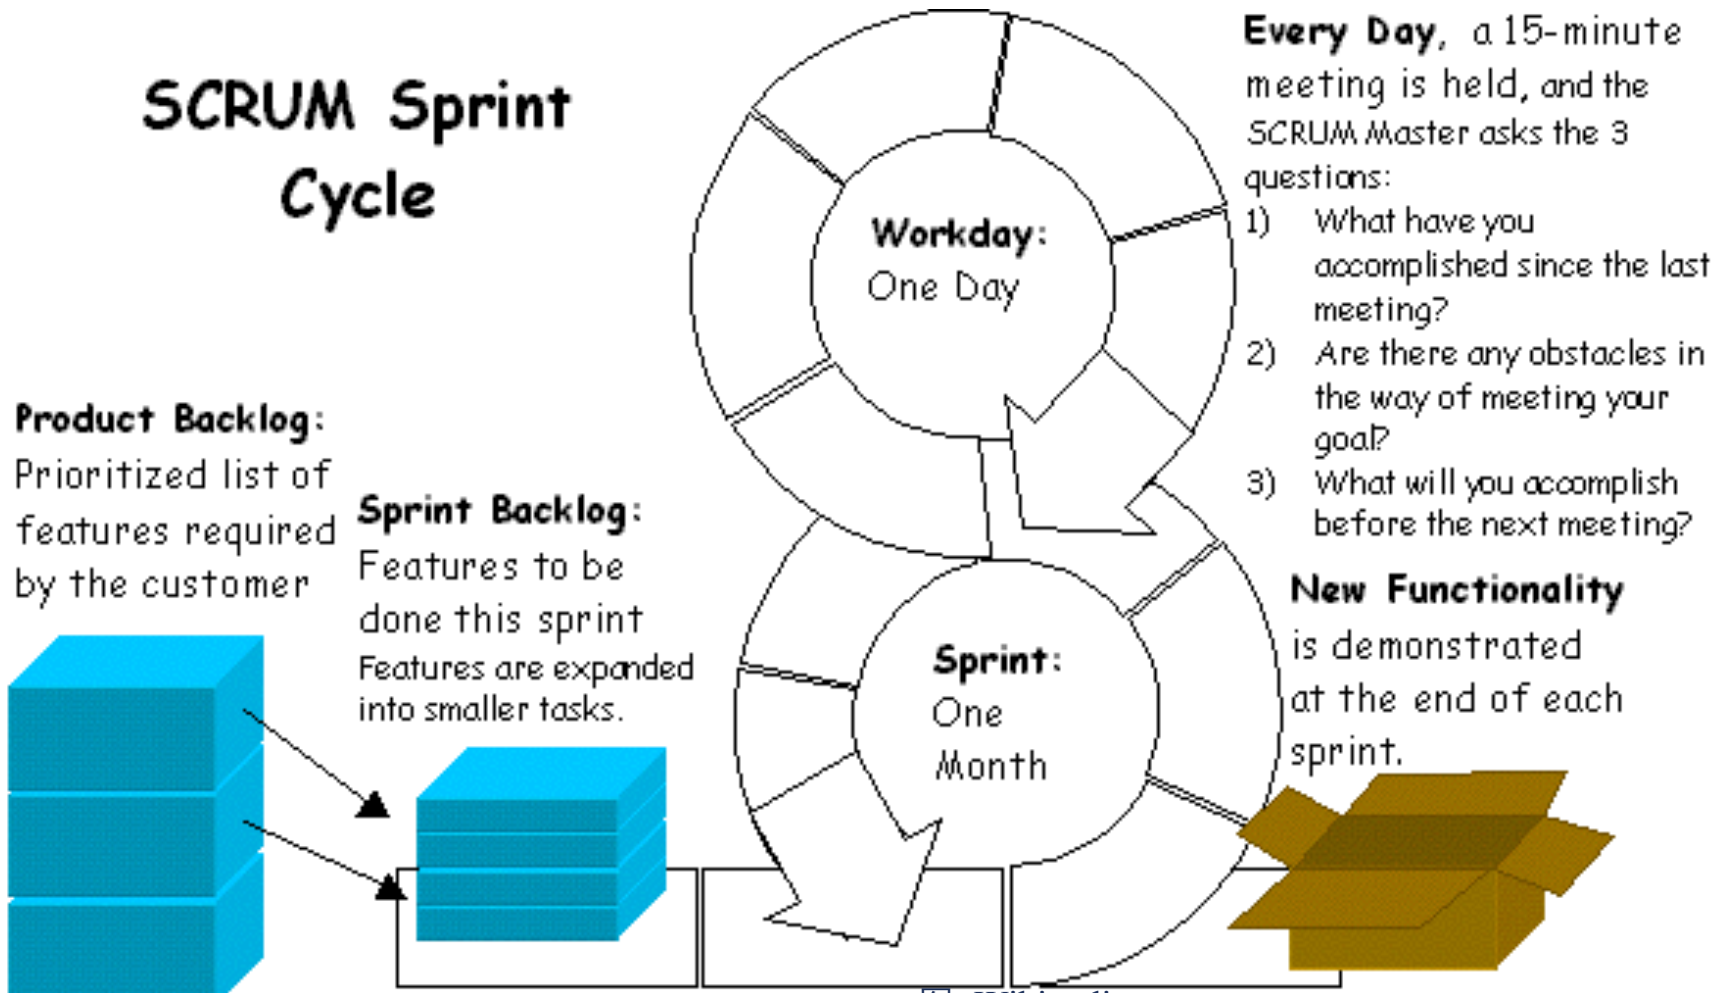 SCRUM Sprint
Cycle
Every Day, a 15-minute
meeting is held, and the
SCRUM Master asks the 3
questions:
1) What have you
accomplished since the last
meeting?
2) Are there any obstacles in
the way of meeting your
goal?
3) What will you accomplish
before the next meeting?
Workday:
One Day
Product Backlog:
Prioritized list of
features required
by the customer
Sprint Backlog:
Features to be
done this sprint
Features are expanded
into smaller tasks.
Sprint:
One
Month
New Functionality
is demonstrated
at the end of each
sprint.